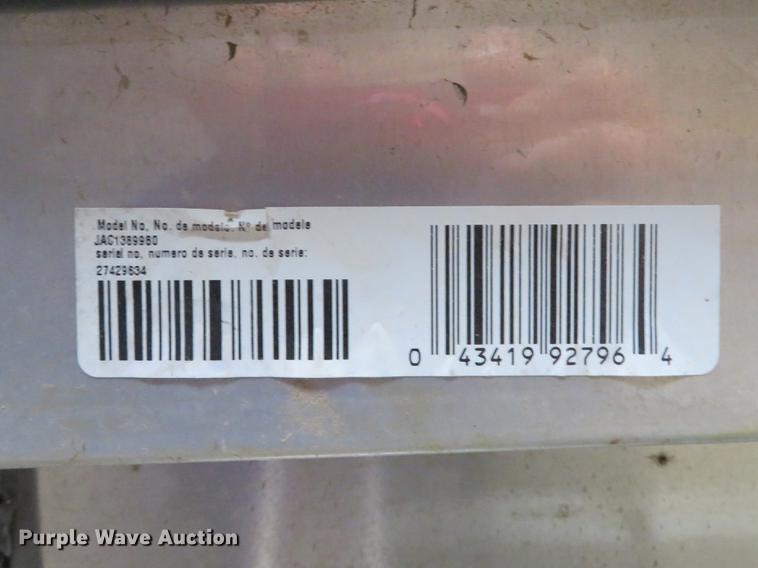 Model No, No. de modelo. Nº de modele
JAC1389980
serial no, numero de serie, no. de serie:
27429634
0 43419 92796 4
Purple Wave Auction